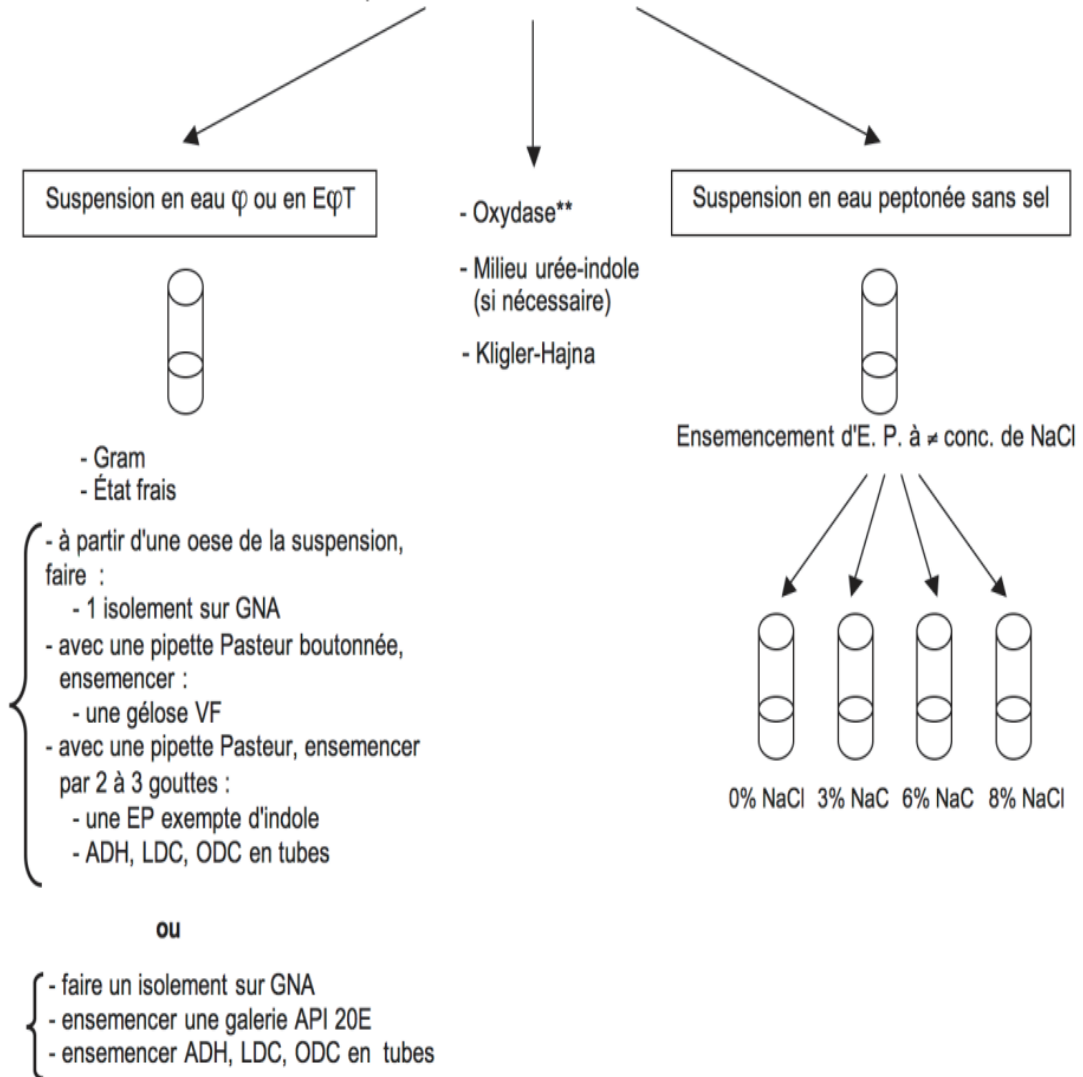 Suspension en eau φ ou en EφT
- Gram
- État frais
- à partir d'une oese de la suspension,
faire :
- 1 isolement sur GNA
- avec une pipette Pasteur boutonnée,
ensemencer :
- une gélose VF
- avec une pipette Pasteur, ensemencer
par 2 à 3 gouttes :
- une EP exempte d'indole
- ADH, LDC, ODC en tubes
ou
- faire un isolement sur GNA
- ensemencer une galerie API 20E
- ensemencer ADH, LDC, ODC en tubes
- Oxydase**
- Milieu urée-indole
(si nécessaire)
- Kligler-Hajna
Suspension en eau peptonée sans sel
Ensemencement d'E. P. à ≠ conc. de NaCl
0% NaCl 3% NaC 6% NaC 8% NaCl